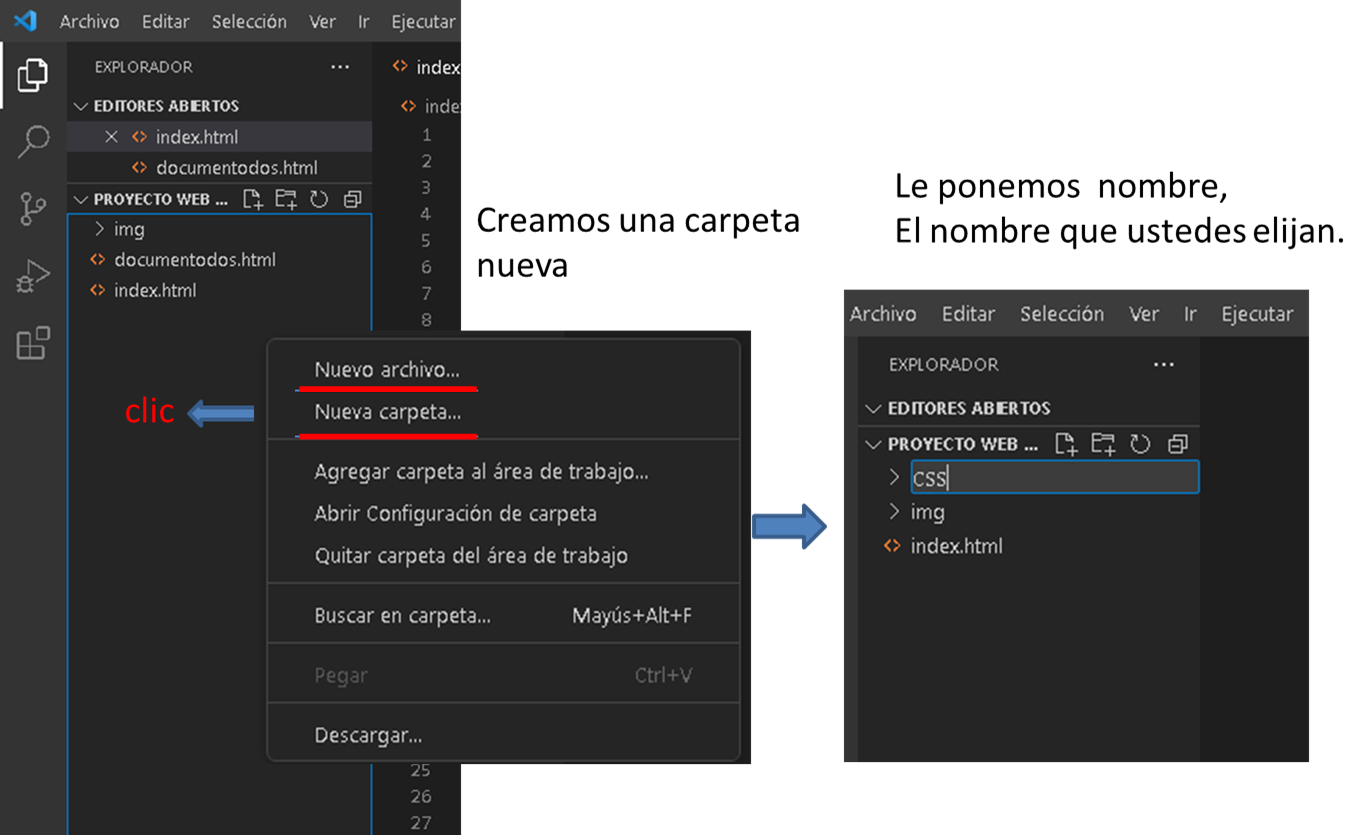 Archivo Editar Selección Ver Ir Ejecutar
EXPLORADOR ...
EDITORES ABIERTOS
index.html
documentodos.html
PROYECTO WEB ...
img
documentodos.html
index.html
index
1
2
3
4
5
6
7
8
25
26
27
Creamos una carpeta
nueva
clic
Nuevo archivo...
Nueva carpeta...
Agregar carpeta al área de trabajo...
Abrir Configuración de carpeta
Quitar carpeta del área de trabajo
Buscar en carpeta... Mayús+Alt+F
Pegar Ctrl+V
Descargar...
Le ponemos nombre,
El nombre que ustedes elijan.
Archivo Editar Selección Ver Ir Ejecutar
EXPLORADOR ...
EDITORES ABIERTOS
PROYECTO WEB ...
css
img
index.html